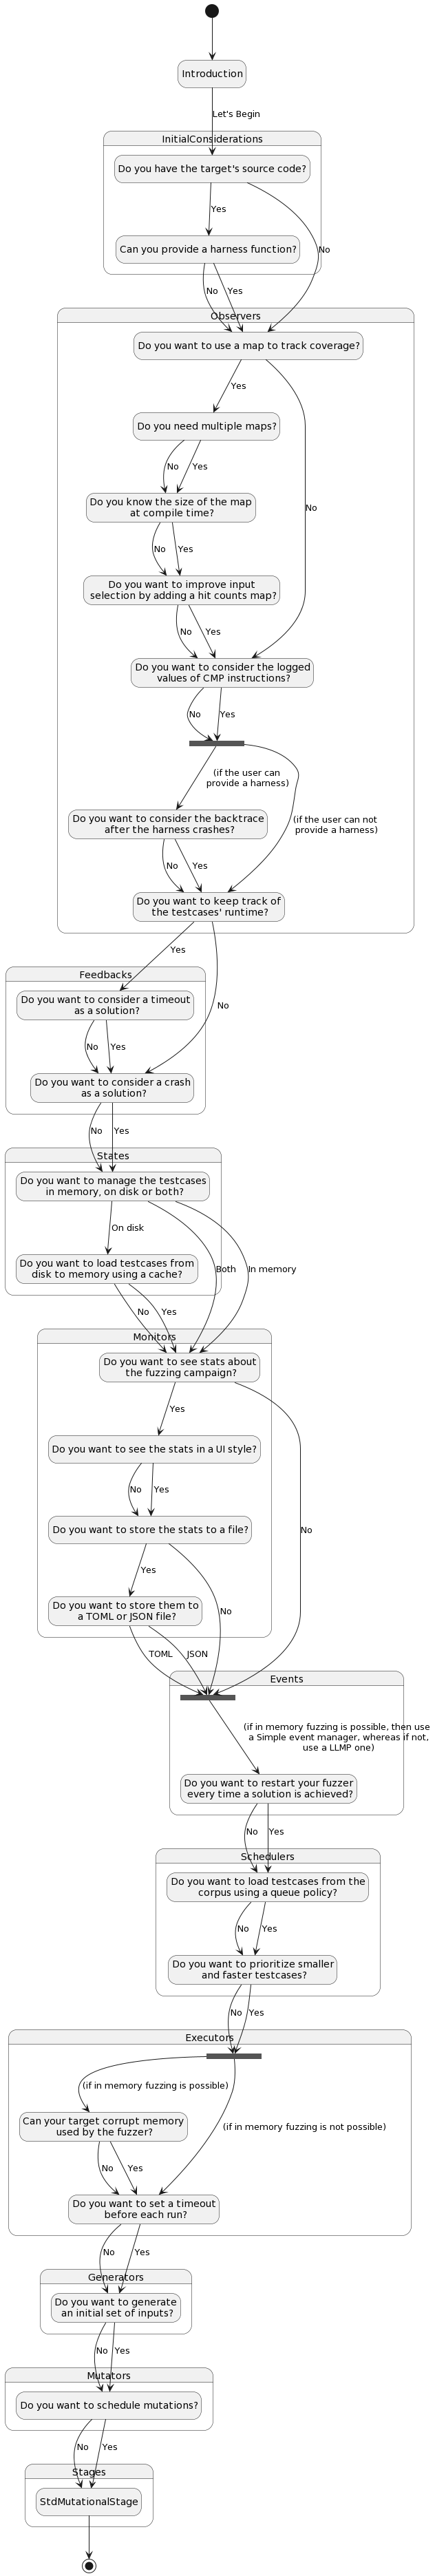 Introduction
Let's Begin
InitialConsiderations
Do you have the target's source code?
Yes
Can you provide a harness function?
No
No
Yes
Observers
Do you want to use a map to track coverage?
Yes
Do you need multiple maps?
No
Yes
Do you know the size of the map
at compile time?
No
No
Yes
Do you want to improve input
selection by adding a hit counts map?
No
Yes
Do you want to consider the logged
values of CMP instructions?
No
Yes
(if the user can
provide a harness)
Do you want to consider the backtrace
after the harness crashes?
(if the user can not
provide a harness)
No
Yes
Do you want to keep track of
the testcases' runtime?
Yes
Feedbacks
Do you want to consider a timeout
as a solution?
No
No
Yes
Do you want to consider a crash
as a solution?
No
Yes
States
Do you want to manage the testcases
in memory, on disk or both?
On disk
Do you want to load testcases from
disk to memory using a cache?
Both
In memory
No
Yes
Monitors
Do you want to see stats about
the fuzzing campaign?
Yes
Do you want to see the stats in a UI style?
No
Yes
Do you want to store the stats to a file?
No
Yes
Do you want to store them to
a TOML or JSON file?
No
TOML
JSON
Events
(if in memory fuzzing is possible, then use
a Simple event manager, whereas if not,
use a LLMP one)
Do you want to restart your fuzzer
every time a solution is achieved?
No
Yes
Schedulers
Do you want to load testcases from the
corpus using a queue policy?
No
Yes
Do you want to prioritize smaller
and faster testcases?
No
Yes
Executors
(if in memory fuzzing is possible)
Can your target corrupt memory
used by the fuzzer?
(if in memory fuzzing is not possible)
No
Yes
Do you want to set a timeout
before each run?
No
Yes
Generators
Do you want to generate
an initial set of inputs?
No
Yes
Mutators
Do you want to schedule mutations?
No
Yes
Stages
StdMutationalStage